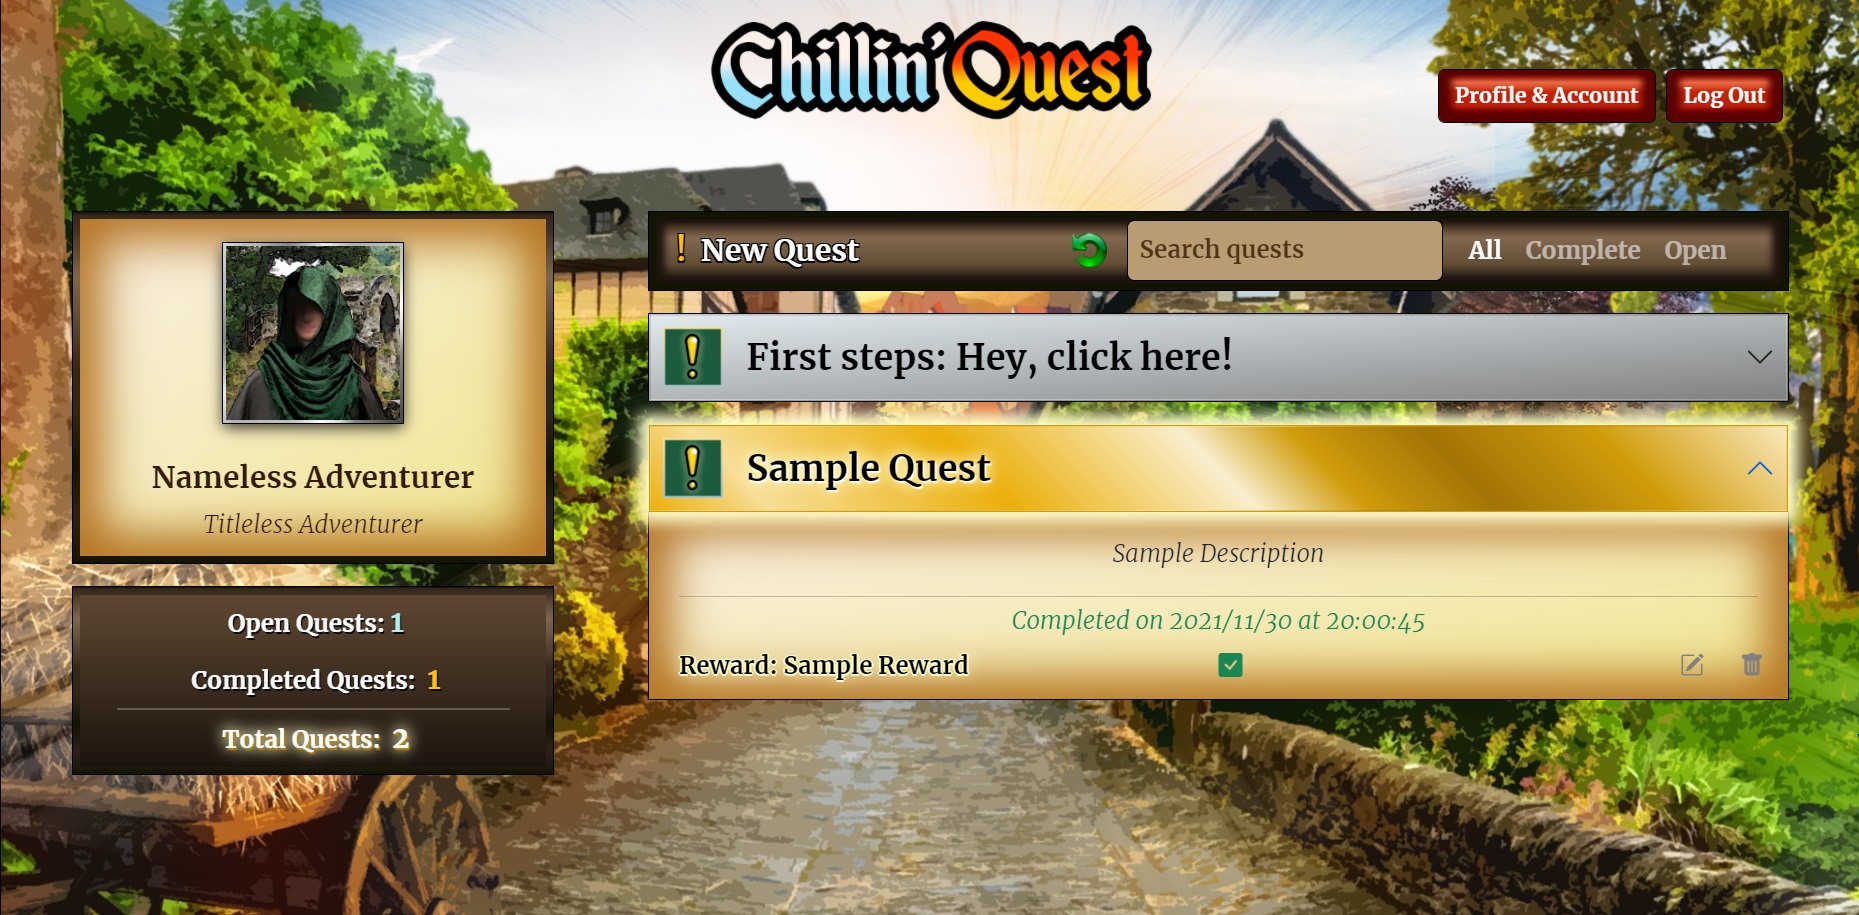 Chillin'Quest
Profile & Account
Log Out
Nameless Adventurer
Titleless Adventurer
Open Quests: 1
Completed Quests: 1
Total Quests: 2
! New Quest
Search quests
All Complete Open
! First steps: Hey, click here!
! Sample Quest
Sample Description
Completed on 2021/11/30 at 20:00:45
Reward: Sample Reward